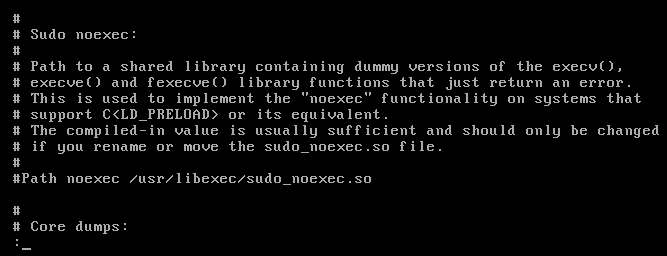 #
# Sudo noexec:
#
# Path to a shared library containing dummy versions of the execv(),
# execve() and fexecve() library functions that just return an error.
# This is used to implement the "noexec" functionality on systems that
# support C<LD_PRELOAD> or its equivalent.
# The compiled-in value is usually sufficient and should only be changed
# if you rename or move the sudo_noexec.so file.
#
#Path noexec /usr/libexec/sudo_noexec.so

#
# Core dumps:
:_